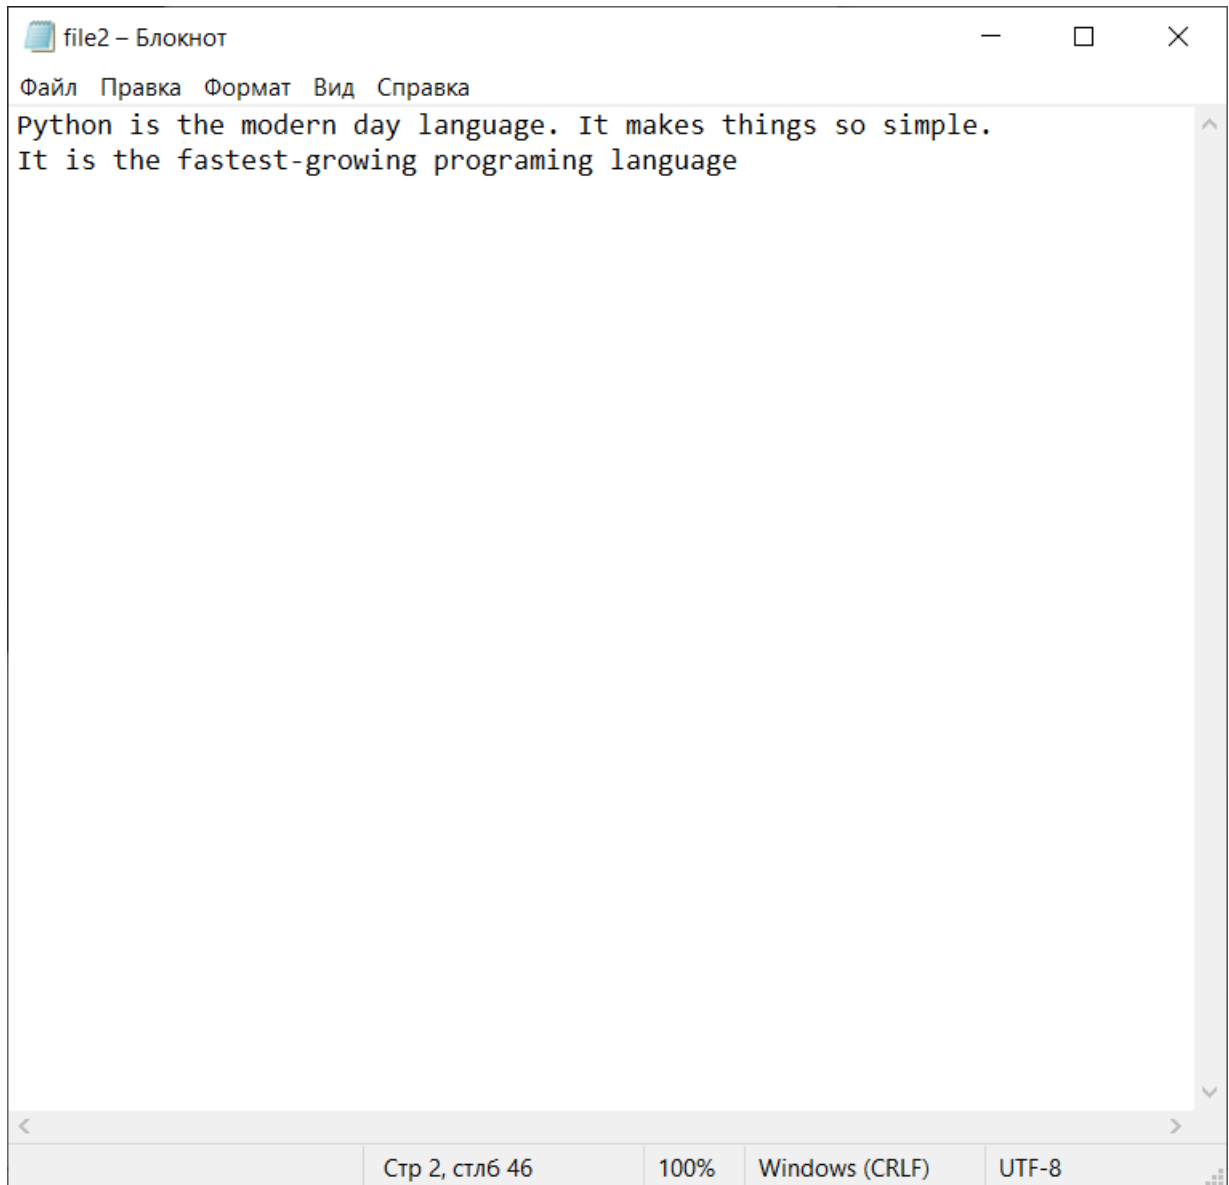 file2 – Блокнот
Файл Правка Формат Вид Справка
Python is the modern day language. It makes things so simple.
It is the fastest-growing programing language
Стр 2, стлб 46 100% Windows (CRLF) UTF-8